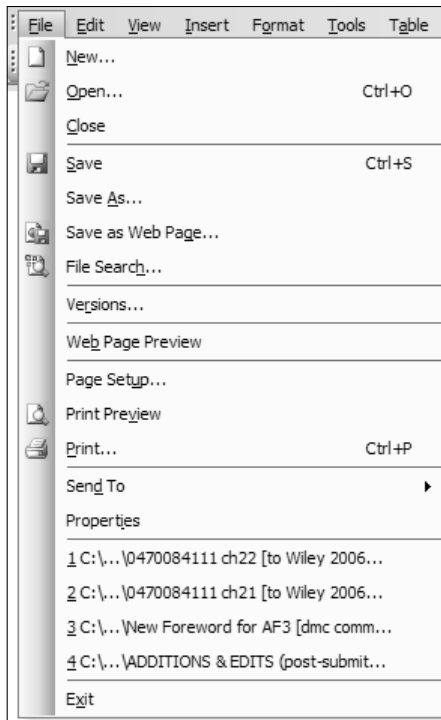 File Edit View Insert Format Tools Table
New...
Open... Ctrl+O
Close
Save Ctrl+S
Save As...
Save as Web Page...
File Search...
Versions...
Web Page Preview
Page Setup...
Print Preview
Print... Ctrl+P
Send To
Properties
1 C:\...\0470084111 ch22 [to Wiley 2006...
2 C:\...\0470084111 ch21 [to Wiley 2006...
3 C:\...\New Foreword for AF3 [dmc comm...
4 C:\...\ADDITIONS & EDITS (post-submit...
Exit